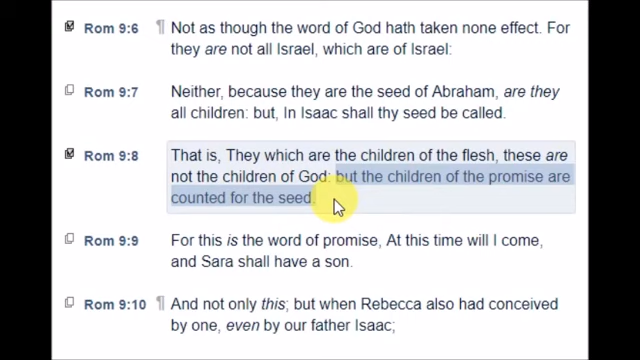 Rom 9:6 ¶ Not as though the word of God hath taken none effect. For
they are not all Israel, which are of Israel:
Rom 9:7 Neither, because they are the seed of Abraham, are they
all children: but, In Isaac shall thy seed be called.
Rom 9:8 That is, They which are the children of the flesh, these are
not the children of God: but the children of the promise are
counted for the seed.
Rom 9:9 For this is the word of promise, At this time will I come,
and Sara shall have a son.
Rom 9:10 ¶ And not only this; but when Rebecca also had conceived
by one, even by our father Isaac;